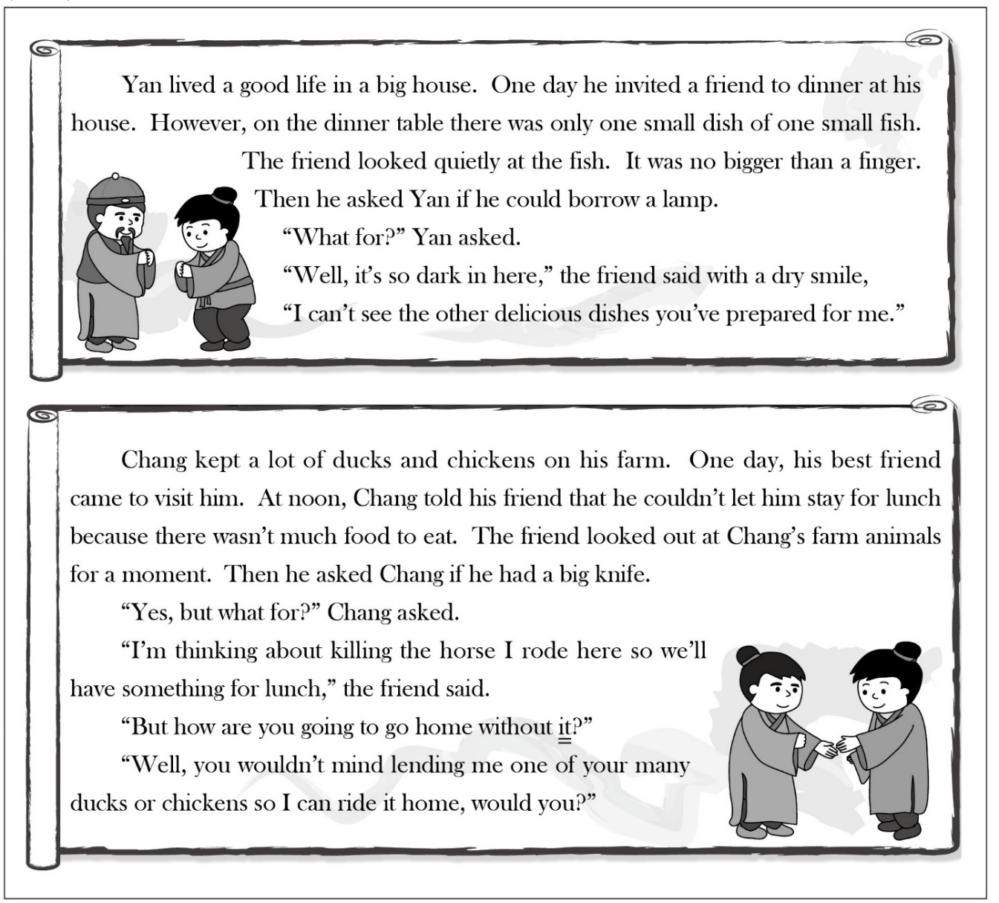 Yan lived a good life in a big house. One day he invited a friend to dinner at his
house. However, on the dinner table there was only one small dish of one small fish.
The friend looked quietly at the fish. It was no bigger than a finger.
Then he asked Yan if he could borrow a lamp.
“What for?” Yan asked.
“Well, it’s so dark in here,” the friend said with a dry smile,
“I can’t see the other delicious dishes you’ve prepared for me.”
Chang kept a lot of ducks and chickens on his farm. One day, his best friend
came to visit him. At noon, Chang told his friend that he couldn’t let him stay for lunch
because there wasn’t much food to eat. The friend looked out at Chang’s farm animals
for a moment. Then he asked Chang if he had a big knife.
“Yes, but what for?” Chang asked.
“I’m thinking about killing the horse I rode here so we’ll
have something for lunch,” the friend said.
“But how are you going to go home without it?”
“Well, you wouldn’t mind lending me one of your many
ducks or chickens so I can ride it home, would you?”